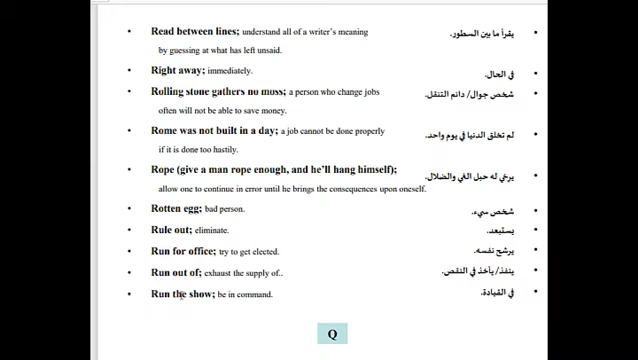 • Read between lines; understand all of a writer's meaning يقرأ ما بين السطور. •
by guessing at what has left unsaid.
• Right away; immediately. في الحال. •
• Rolling stone gathers no moss; a person who change jobs شخص جوال/ دائم التنقل. •
often will not be able to save money.
• Rome was not built in a day; a job cannot be done properly لم تخلق الدنيا في يوم واحد. •
if it is done too hastily.
• Rope (give a man rope enough, and he'll hang himself); يرخي له حبل الغي والضلال. •
allow one to continue in error until he brings the consequences upon oneself.
• Rotten egg; bad person. شخص سيء. •
• Rule out; eliminate. يستبعد. •
• Run for office; try to get elected. يرشح نفسه. •
• Run out of; exhaust the supply of.. ينفذ/ يأخذ في النقص. •
• Run the show; be in command. في القيادة. •
Q